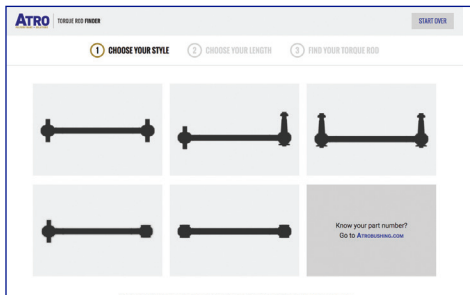 ATRO TORQUE ROD FINDER
START OVER
1 CHOOSE YOUR STYLE 2 CHOOSE YOUR LENGTH 3 FIND YOUR TORQUE ROD
Know your part number?
Go to ATROBUSHING.COM